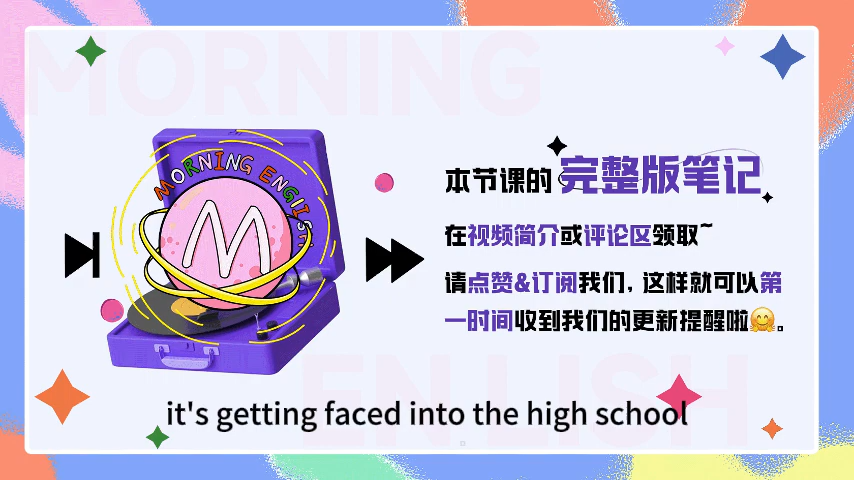 MORNING
MORNING ENGLISH
M
本节课的 完整版笔记
在视频简介或评论区领取~
请点赞&订阅我们，这样就可以第
一时间收到我们的更新提醒啦🤗。
ENGLISH
it's getting faced into the high school